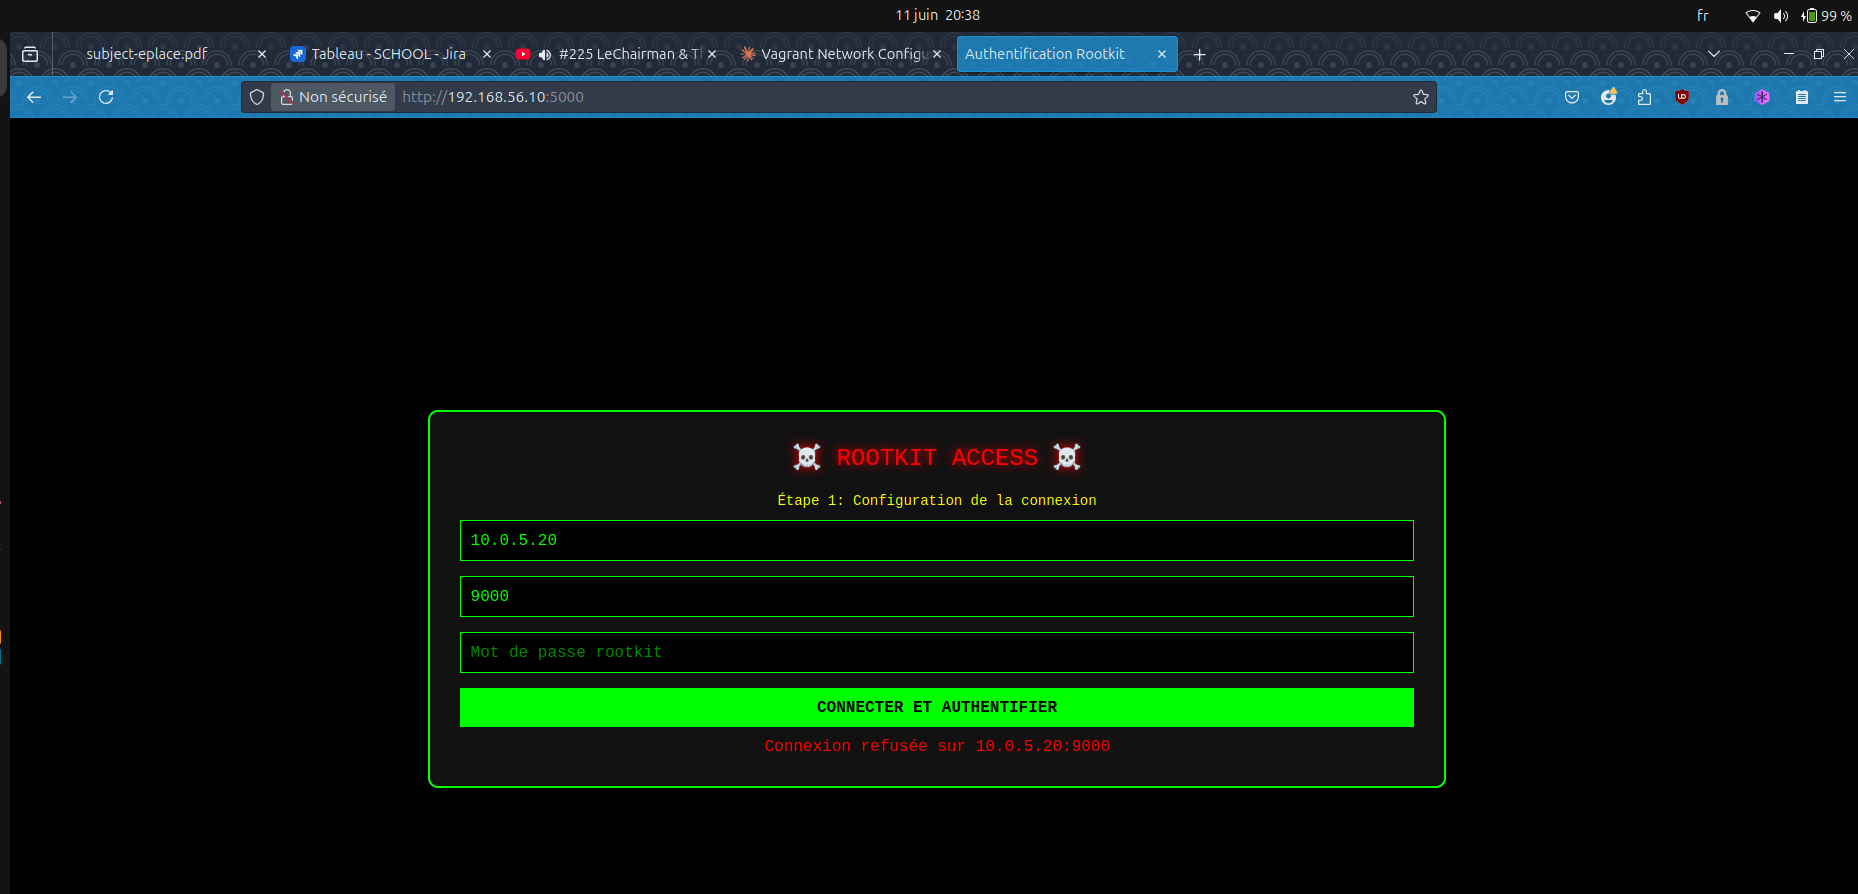 11 juin 20:38
fr
99 %
subject-eplace.pdf
Tableau - SCHOOL - Jira
#225 LeChairman & Tl
Vagrant Network Configu
Authentification Rootkit
Non sécurisé
http://192.168.56.10:5000
☠ ROOTKIT ACCESS ☠
Étape 1: Configuration de la connexion
10.0.5.20
9000
Mot de passe rootkit
CONNECTER ET AUTHENTIFIER
Connexion refusée sur 10.0.5.20:9000